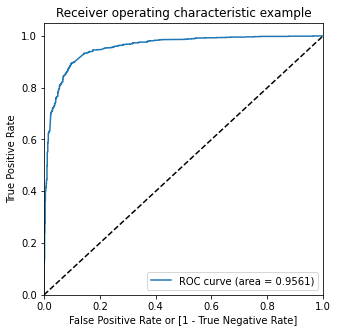 Receiver operating characteristic example
True Positive Rate
1.0
0.8
0.6
0.4
0.2
0.0
ROC curve (area = 0.9561)
0.0 0.2 0.4 0.6 0.8 1.0
False Positive Rate or [1 - True Negative Rate]